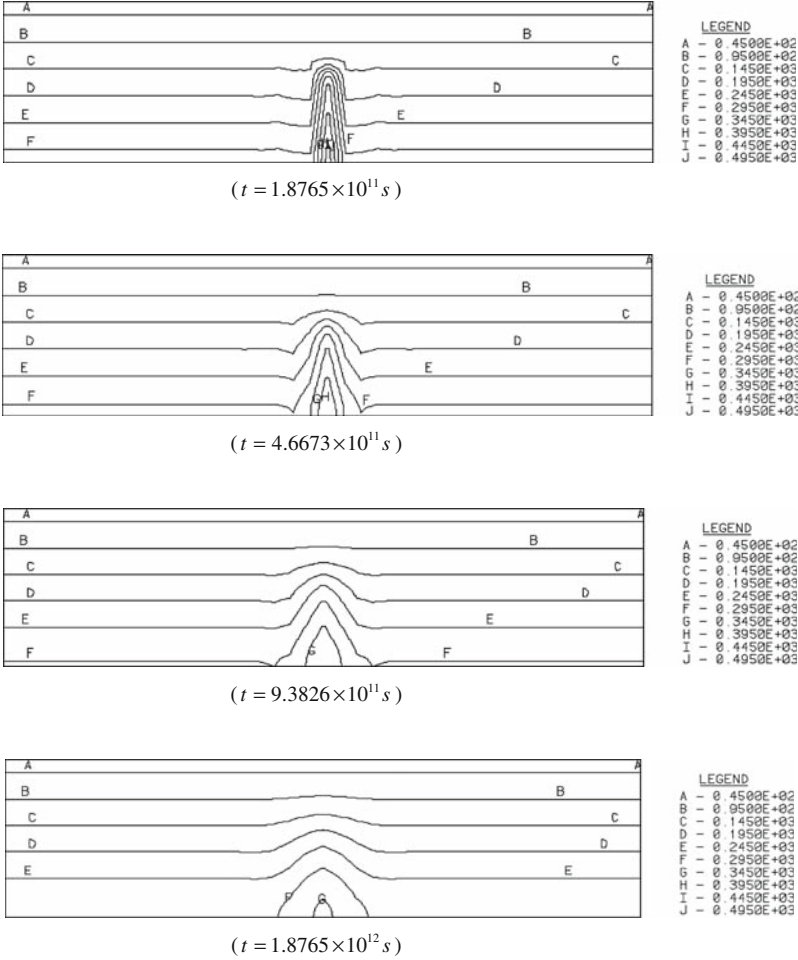 A A
B B
C C
D D
E E
F F
LEGEND
A - 0.4500E+02
B - 0.9500E+02
C - 0.1450E+03
D - 0.1950E+03
E - 0.2450E+03
F - 0.2950E+03
G - 0.3450E+03
H - 0.3950E+03
I - 0.4450E+03
J - 0.4950E+03
(t = 1.8765×10¹¹ s)
A A
B B
C C
D D
E E
F G H F
LEGEND
A - 0.4500E+02
B - 0.9500E+02
C - 0.1450E+03
D - 0.1950E+03
E - 0.2450E+03
F - 0.2950E+03
G - 0.3450E+03
H - 0.3950E+03
I - 0.4450E+03
J - 0.4950E+03
(t = 4.6673×10¹¹ s)
A A
B B
C C
D D
E E
F G F
LEGEND
A - 0.4500E+02
B - 0.9500E+02
C - 0.1450E+03
D - 0.1950E+03
E - 0.2450E+03
F - 0.2950E+03
G - 0.3450E+03
H - 0.3950E+03
I - 0.4450E+03
J - 0.4950E+03
(t = 9.3826×10¹¹ s)
A A
B B
C C
D D
E E
F G
LEGEND
A - 0.4500E+02
B - 0.9500E+02
C - 0.1450E+03
D - 0.1950E+03
E - 0.2450E+03
F - 0.2950E+03
G - 0.3450E+03
H - 0.3950E+03
I - 0.4450E+03
J - 0.4950E+03
(t = 1.8765×10¹² s)